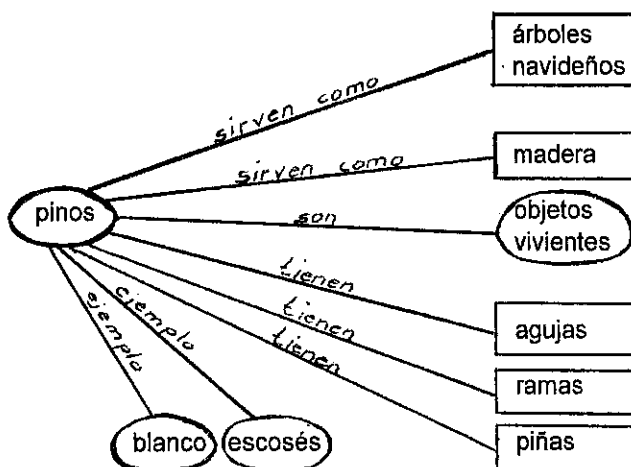 árboles
navideños
sirven como
madera
sirven como
pinos
son
objetos
vivientes
tienen
agujas
tienen
ramas
tienen
piñas
ejemplo
ejemplo
blanco
escosés